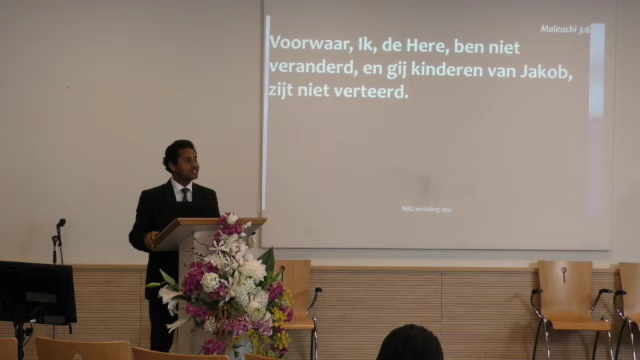 Maleachi 3:6
Voorwaar, Ik, de Here, ben niet
veranderd, en gij kinderen van Jakob,
zijt niet verteerd.
NBG vertaling 1951